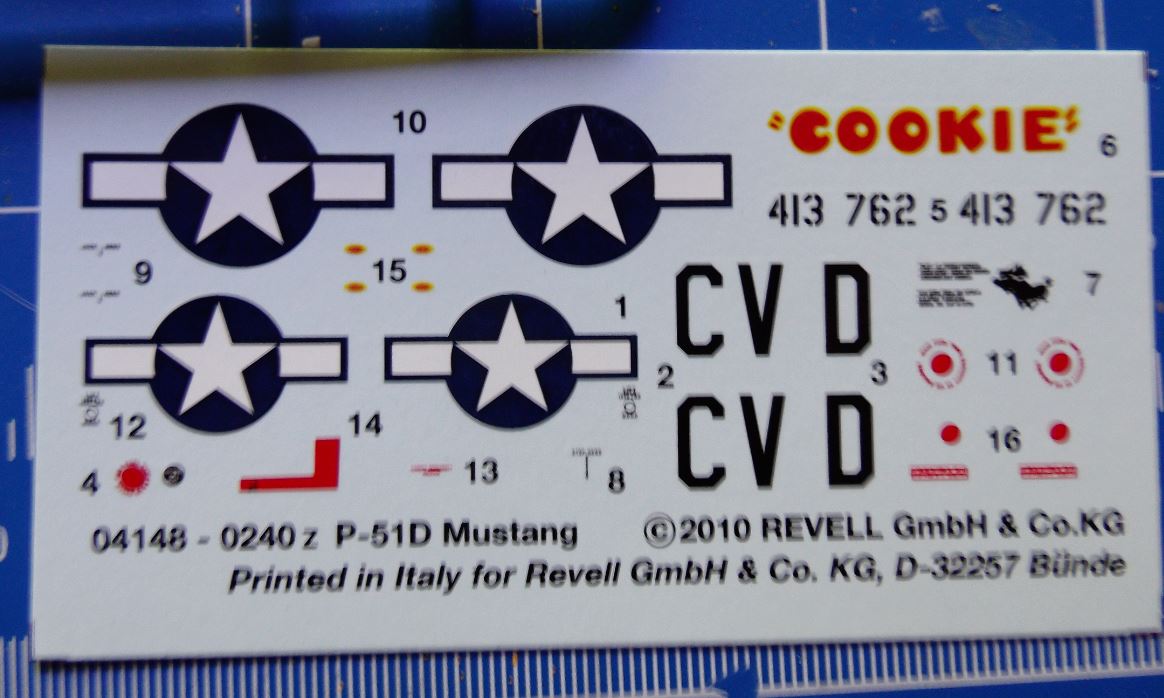 10
"COOKIE"
6
413 762 5 413 762
9
15
7
1
CV D
2
3
11
12
14
CV D
16
4
13
8
04148 - 0240 z P-51D Mustang
©2010 REVELL GmbH & Co.KG
Printed in Italy for Revell GmbH & Co. KG, D-32257 Bünde